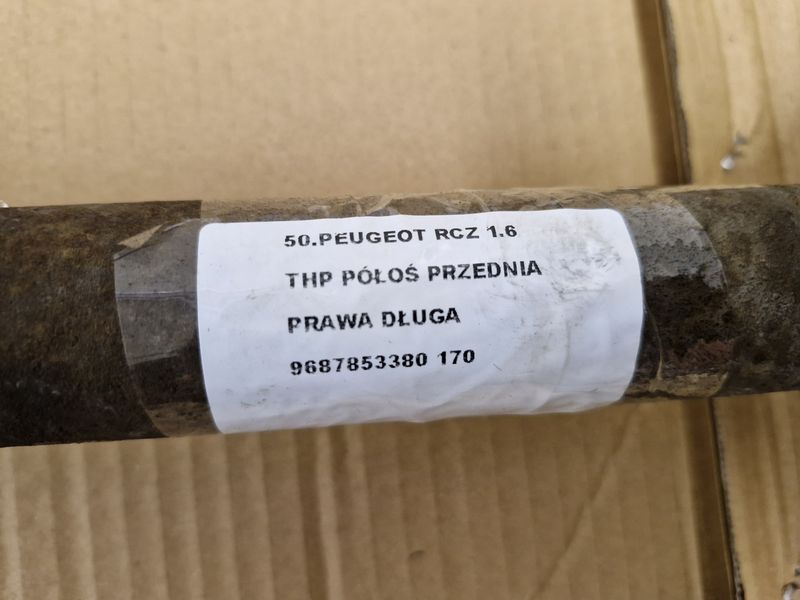 50.PEUGEOT RCZ 1.6
THP PÓŁOŚ PRZEDNIA
PRAWA DŁUGA
9687853380 170